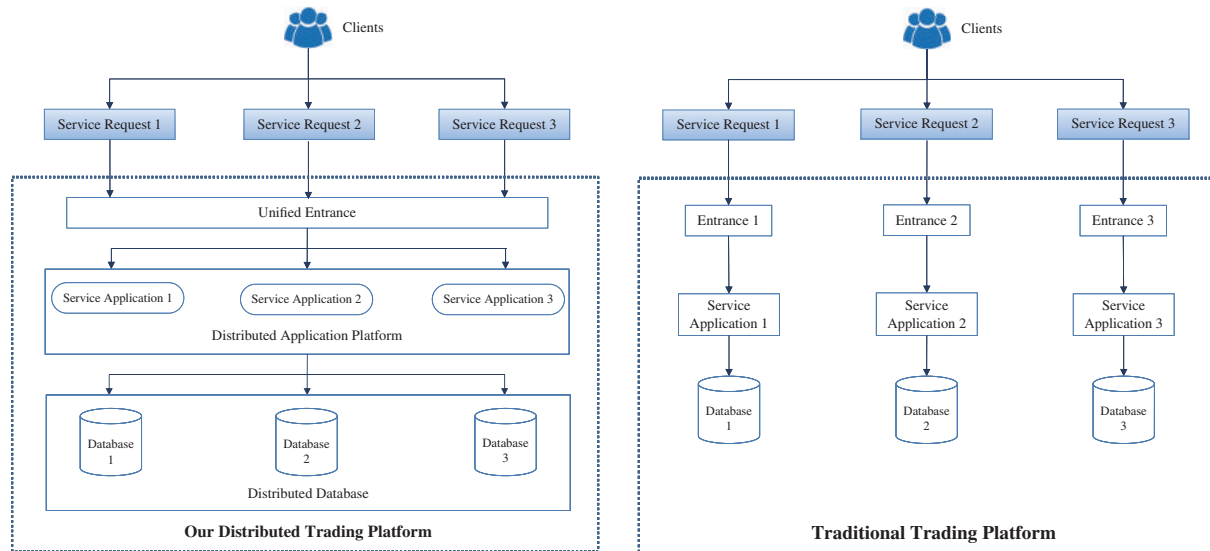 Clients
Service Request 1
Service Request 2
Service Request 3
Unified Entrance
Service Application 1
Service Application 2
Service Application 3
Distributed Application Platform
Database
1
Database
2
Database
3
Distributed Database
Our Distributed Trading Platform
Clients
Service Request 1
Service Request 2
Service Request 3
Entrance 1
Entrance 2
Entrance 3
Service
Application 1
Service
Application 2
Service
Application 3
Database
1
Database
2
Database
3
Traditional Trading Platform